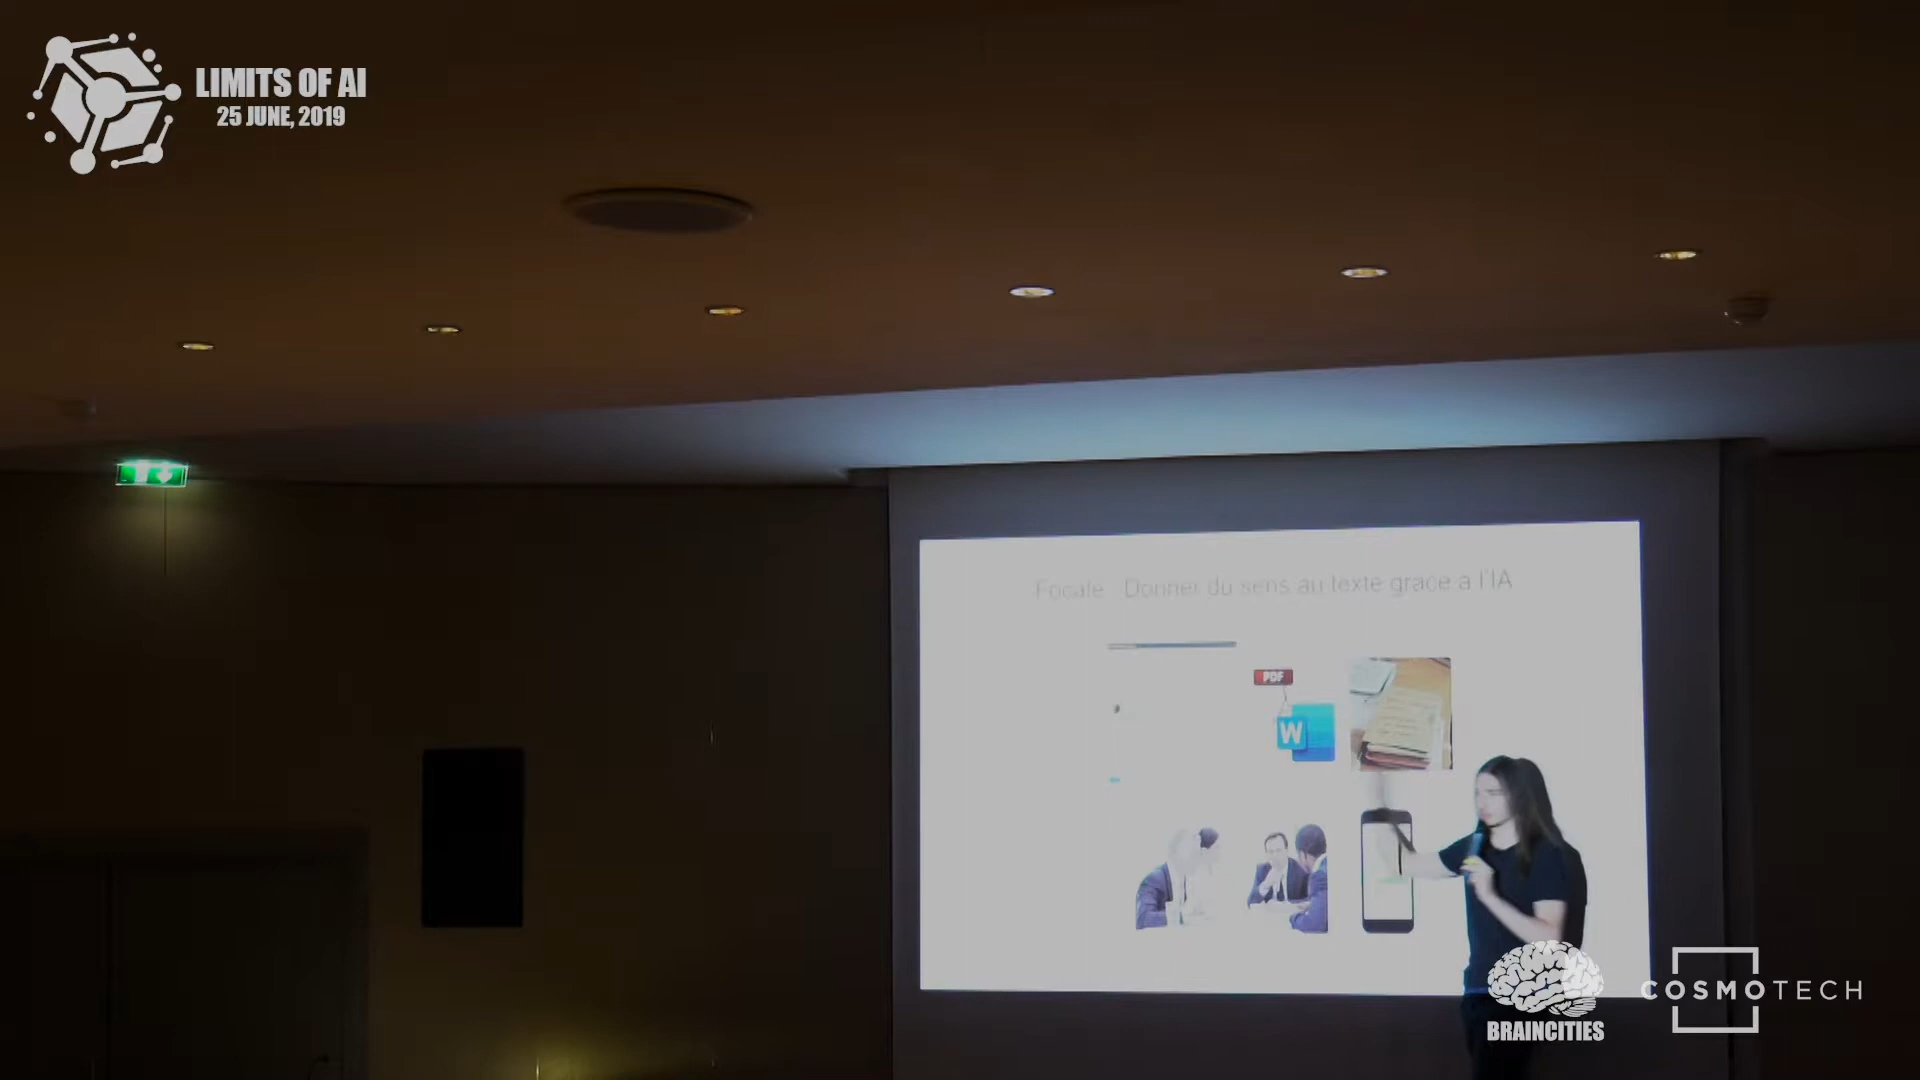 LIMITS OF AI
25 JUNE, 2019
Focale : Donner du sens au texte grace a l'IA
PDF
W
BRAINCITIES
COSMOTECH